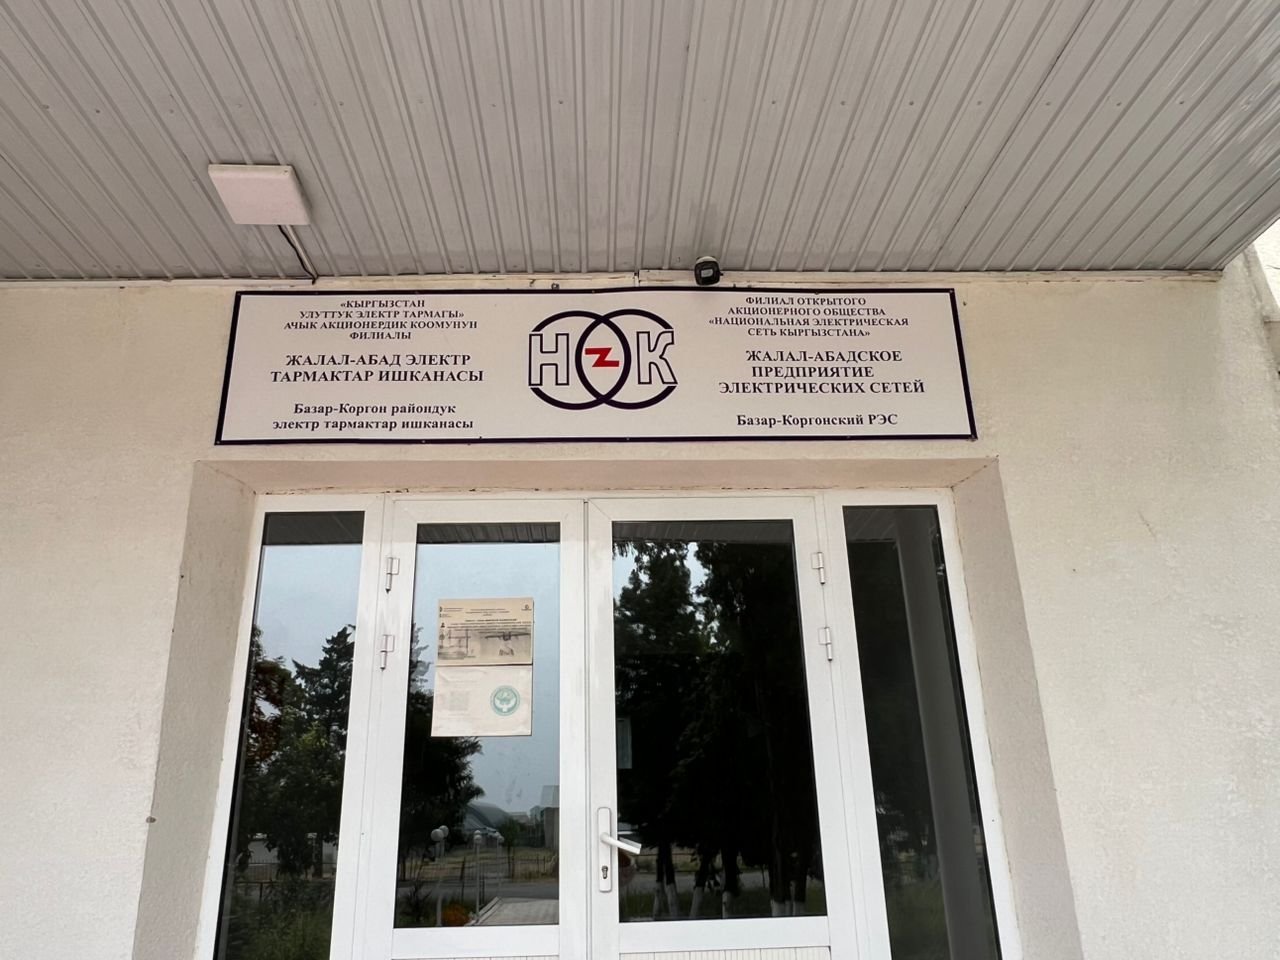 «КЫРГЫЗСТАН
УЛУТТУК ЭЛЕКТР ТАРМАГЫ»
АЧЫК АКЦИОНЕРДИК КООМУНУН
ФИЛИАЛЫ
ЖАЛАЛ-АБАД ЭЛЕКТР
ТАРМАКТАР ИШКАНАСЫ
Базар-Коргон райондук
электр тармактар ишканасы
НЭСК
ФИЛИАЛ ОТКРЫТОГО
АКЦИОНЕРНОГО ОБЩЕСТВА
«НАЦИОНАЛЬНАЯ ЭЛЕКТРИЧЕСКАЯ
СЕТЬ КЫРГЫЗСТАНА»
ЖАЛАЛ-АБАДСКОЕ
ПРЕДПРИЯТИЕ
ЭЛЕКТРИЧЕСКИХ СЕТЕЙ
Базар-Коргонский РЭС